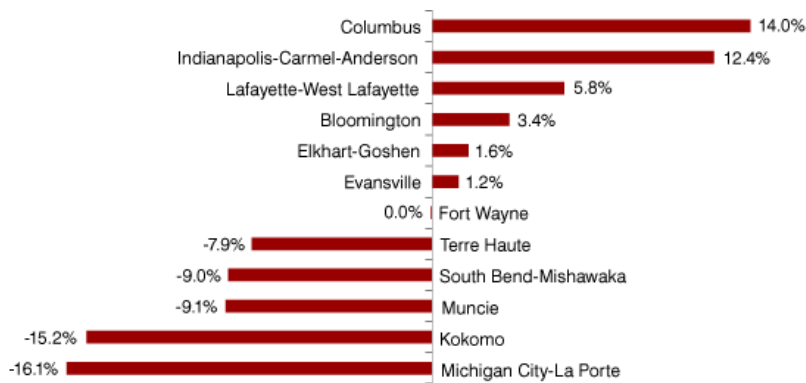 Columbus 14.0%
Indianapolis-Carmel-Anderson 12.4%
Lafayette-West Lafayette 5.8%
Bloomington 3.4%
Elkhart-Goshen 1.6%
Evansville 1.2%
0.0% Fort Wayne
-7.9% Terre Haute
-9.0% South Bend-Mishawaka
-9.1% Muncie
-15.2% Kokomo
-16.1% Michigan City-La Porte